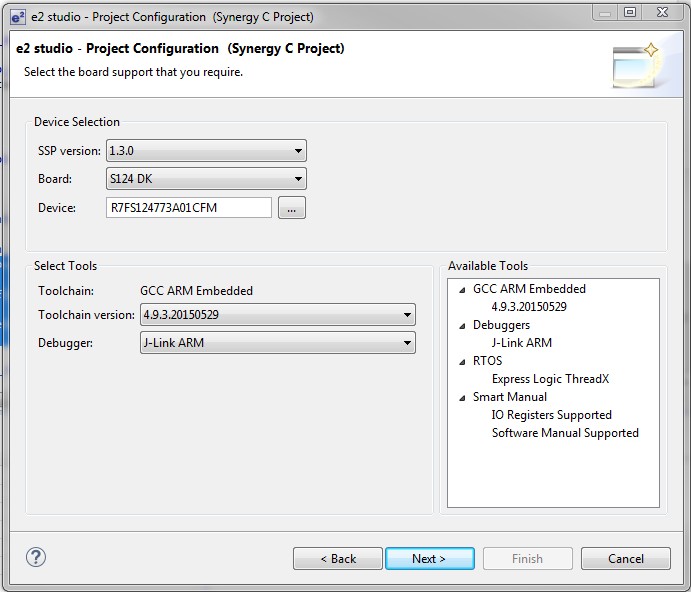 e2 studio - Project Configuration (Synergy C Project)
e2 studio - Project Configuration (Synergy C Project)
Select the board support that you require.
Device Selection
SSP version: 1.3.0
Board: S124 DK
Device: R7FS124773A01CFM ...
Select Tools
Toolchain: GCC ARM Embedded
Toolchain version: 4.9.3.20150529
Debugger: J-Link ARM
Available Tools
GCC ARM Embedded
4.9.3.20150529
Debuggers
J-Link ARM
RTOS
Express Logic ThreadX
Smart Manual
IO Registers Supported
Software Manual Supported
? < Back Next > Finish Cancel